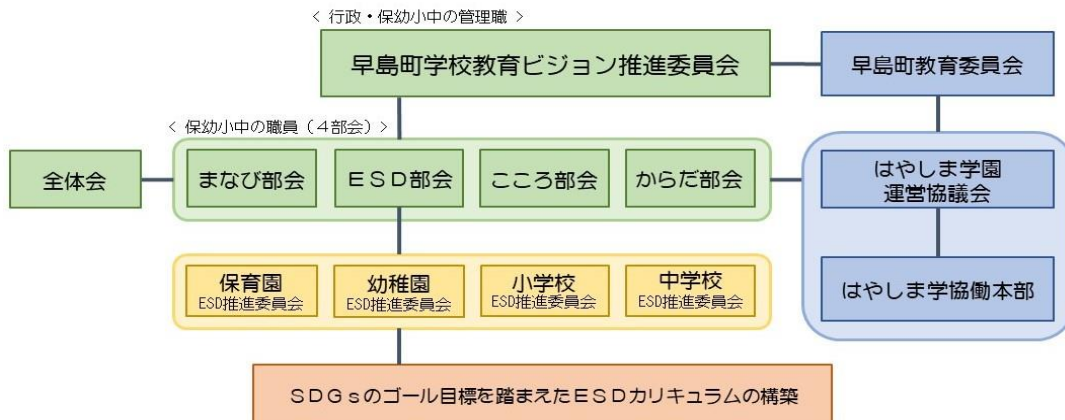 < 行政・保幼小中の管理職 >
早島町学校教育ビジョン推進委員会
早島町教育委員会
< 保幼小中の職員（４部会）>
全体会
まなび部会
ＥＳＤ部会
こころ部会
からだ部会
はやしま学園
運営協議会
保育園
ESD推進委員会
幼稚園
ESD推進委員会
小学校
ESD推進委員会
中学校
ESD推進委員会
はやしま学協働本部
ＳＤＧｓのゴール目標を踏まえたＥＳＤカリキュラムの構築